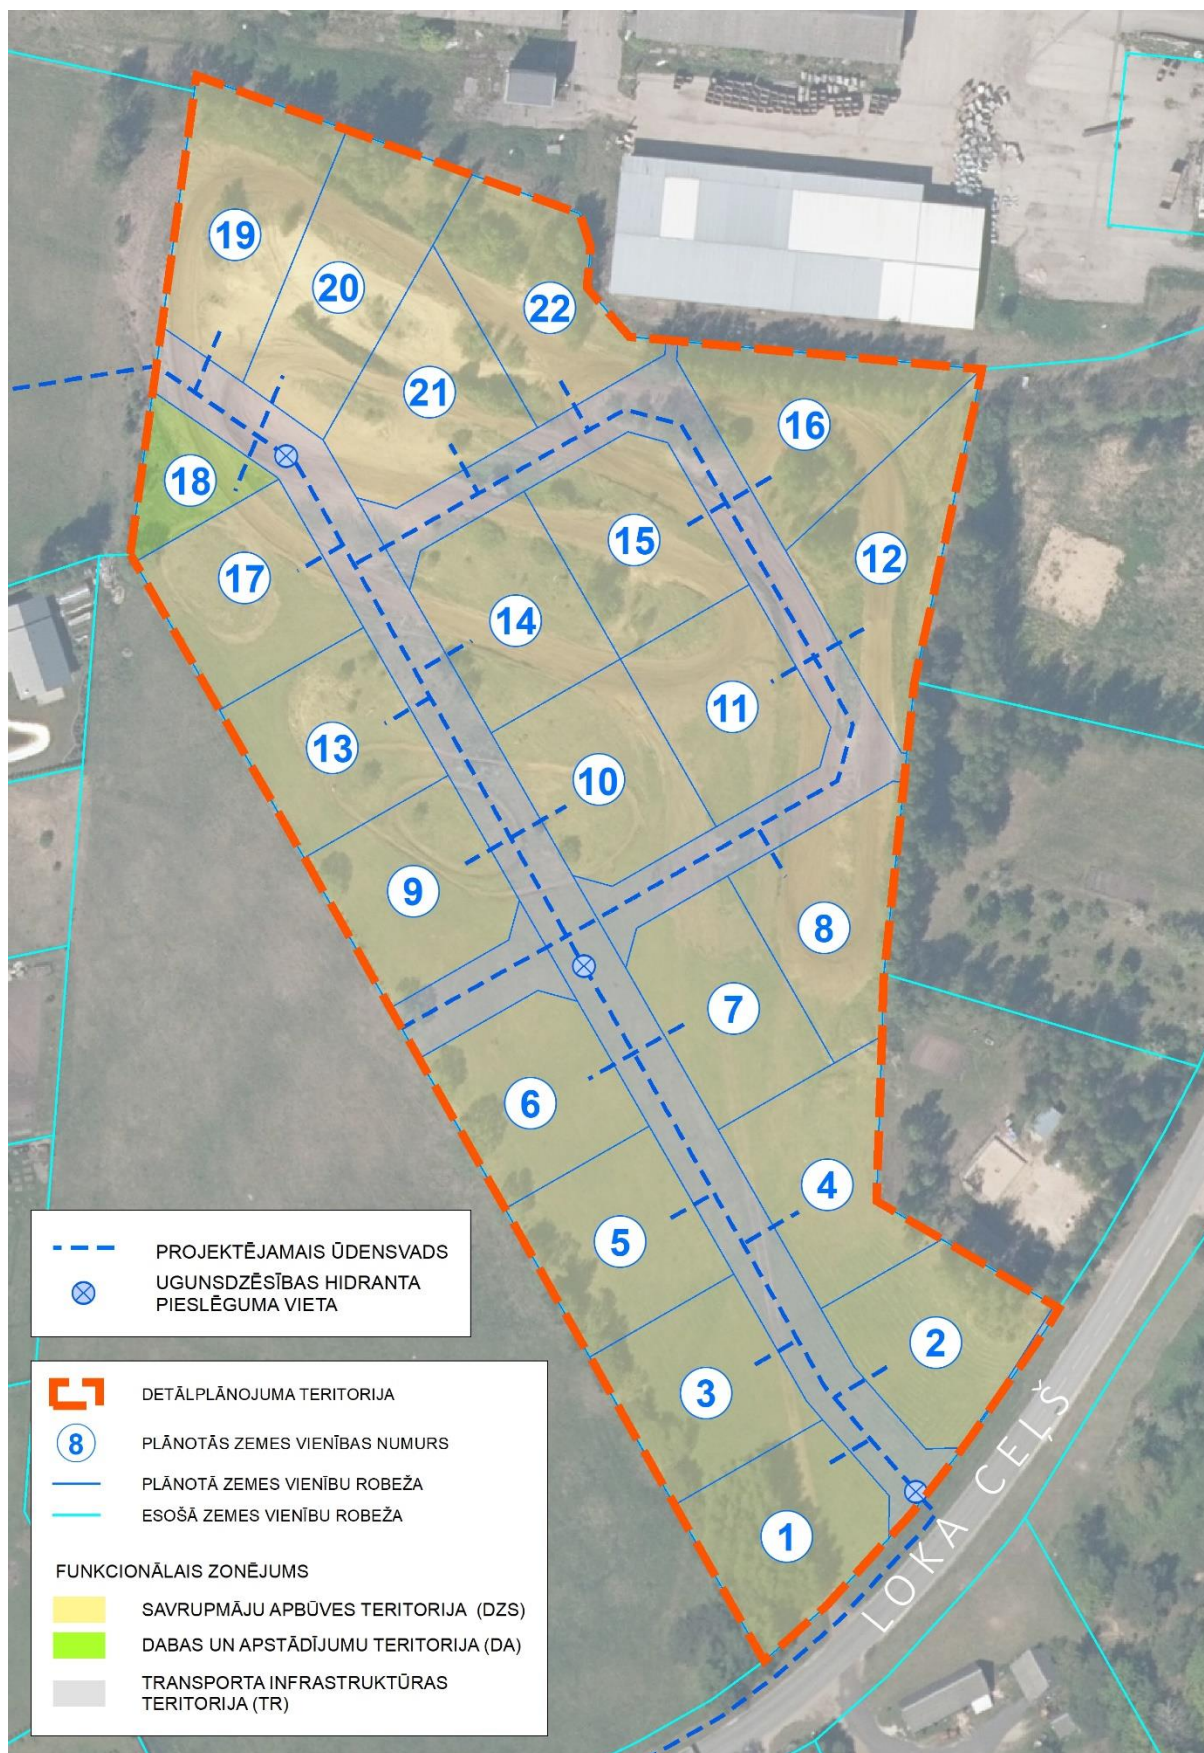 19
20
22
21
16
18
15
12
17
14
11
13
10
9
8
7
6
4
5
2
3
1
LOKA CEĻŠ
PROJEKTĒJAMAIS ŪDENSVADS
UGUNSDZĒSĪBAS HIDRANTA
PIESLĒGUMA VIETA
DETĀLPLĀNOJUMA TERITORIJA
8 PLĀNOTĀS ZEMES VIENĪBAS NUMURS
PLĀNOTĀ ZEMES VIENĪBU ROBEŽA
ESOŠĀ ZEMES VIENĪBU ROBEŽA
FUNKCIONĀLAIS ZONĒJUMS
SAVRUPMĀJU APBŪVES TERITORIJA (DZS)
DABAS UN APSTĀDĪJUMU TERITORIJA (DA)
TRANSPORTA INFRASTRUKTŪRAS
TERITORIJA (TR)